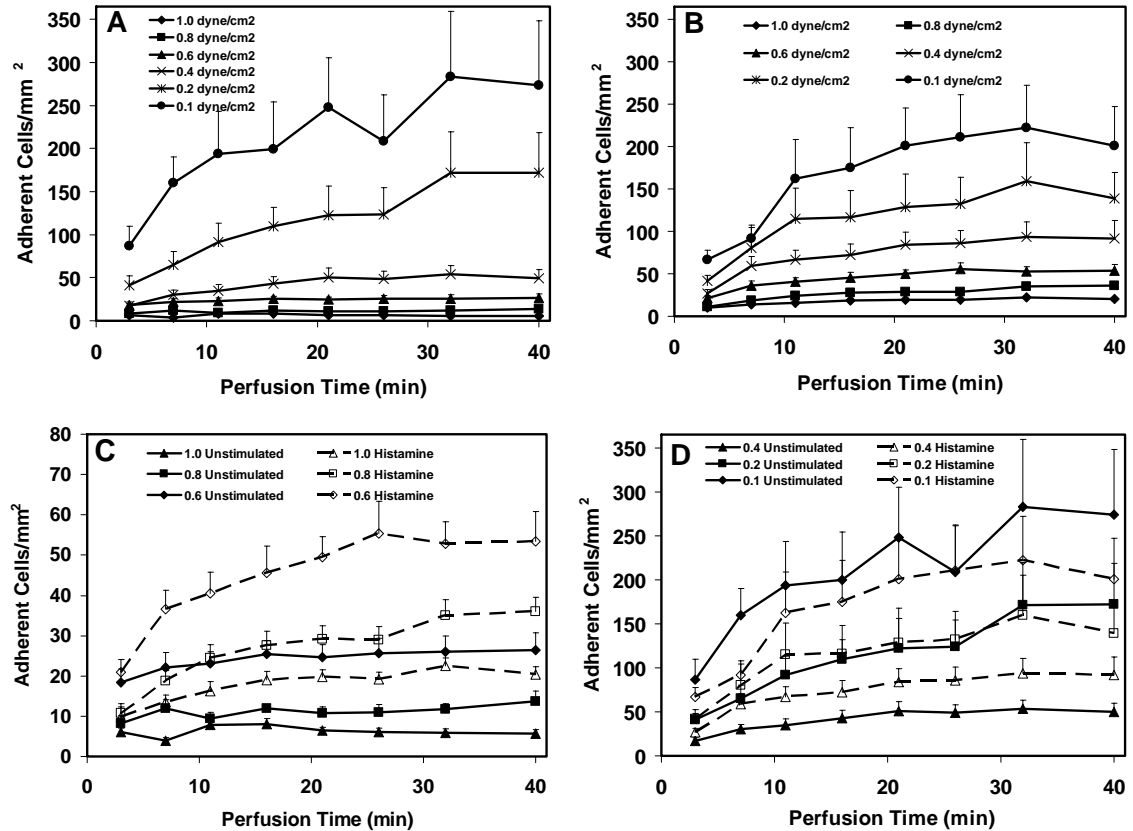 A
1.0 dyne/cm2
0.8 dyne/cm2
0.6 dyne/cm2
0.4 dyne/cm2
0.2 dyne/cm2
0.1 dyne/cm2
Adherent Cells/mm²
350
300
250
200
150
100
50
0
0 10 20 30 40
Perfusion Time (min)
B
1.0 dyne/cm2 0.8 dyne/cm2
0.6 dyne/cm2 0.4 dyne/cm2
0.2 dyne/cm2 0.1 dyne/cm2
Adherent Cells/mm²
350
300
250
200
150
100
50
0
0 10 20 30 40
Perfusion Time (min)
C
1.0 Unstimulated 1.0 Histamine
0.8 Unstimulated 0.8 Histamine
0.6 Unstimulated 0.6 Histamine
Adherent Cells/mm²
80
70
60
50
40
30
20
10
0
0 10 20 30 40
Perfusion Time (min)
D
0.4 Unstimulated 0.4 Histamine
0.2 Unstimulated 0.2 Histamine
0.1 Unstimulated 0.1 Histamine
Adherent Cells/mm²
350
300
250
200
150
100
50
0
0 10 20 30 40
Perfusion Time (min)